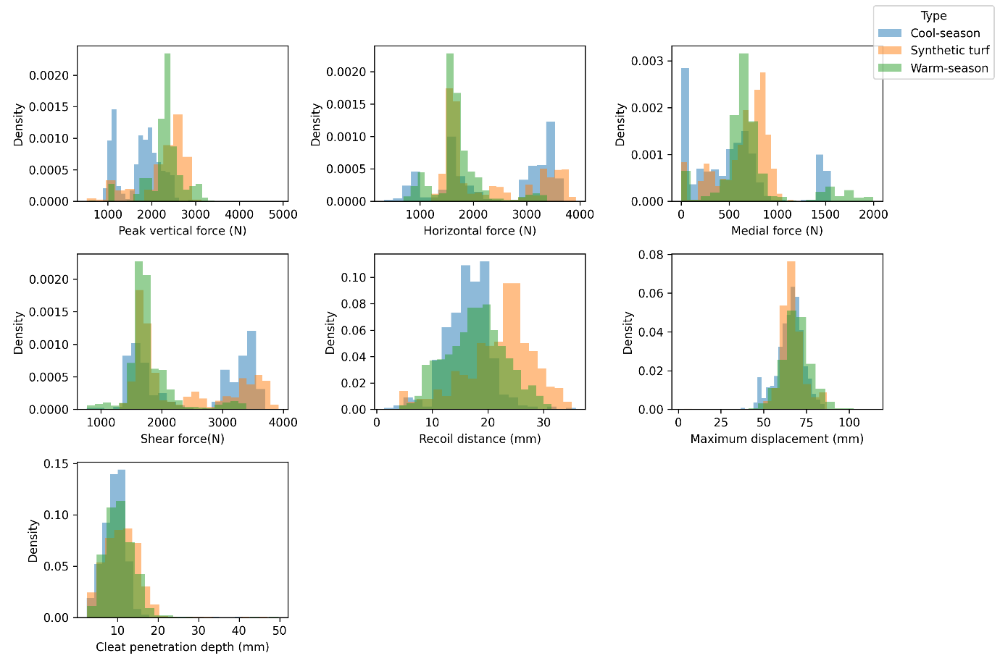 Type
Cool-season
Synthetic turf
Warm-season
Density
0.0020
0.0015
0.0010
0.0005
0.0000
1000 2000 3000 4000 5000
Peak vertical force (N)
Density
0.0020
0.0015
0.0010
0.0005
0.0000
1000 2000 3000 4000
Horizontal force (N)
Density
0.003
0.002
0.001
0.000
0 500 1000 1500 2000
Medial force (N)
Density
0.0020
0.0015
0.0010
0.0005
0.0000
1000 2000 3000 4000
Shear force(N)
Density
0.10
0.08
0.06
0.04
0.02
0.00
0 10 20 30
Recoil distance (mm)
Density
0.08
0.06
0.04
0.02
0.00
0 25 50 75 100
Maximum displacement (mm)
Density
0.15
0.10
0.05
0.00
10 20 30 40 50
Cleat penetration depth (mm)